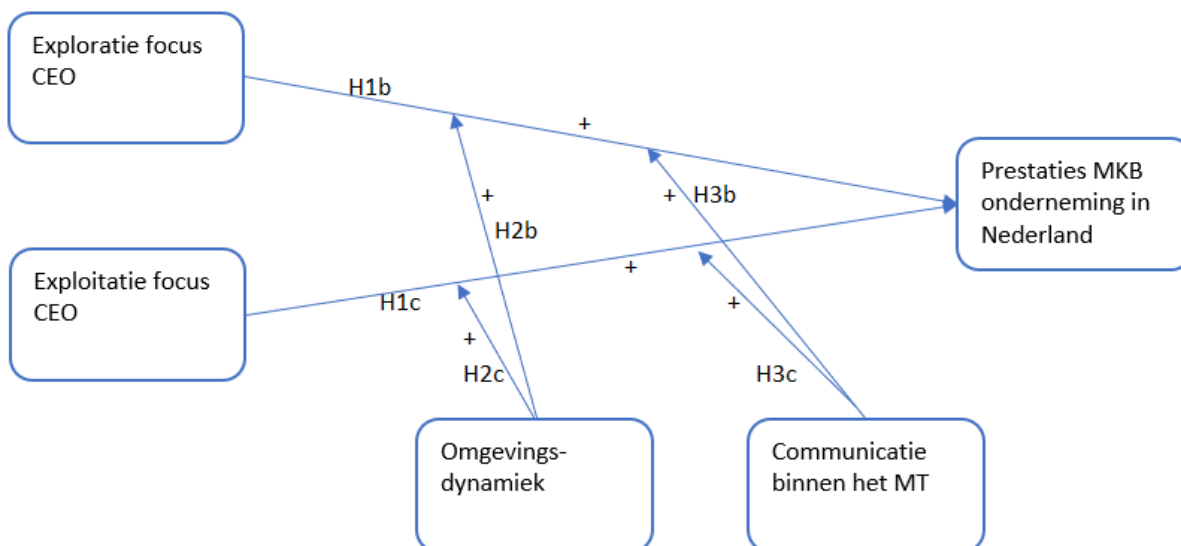 Exploratie focus
CEO
H1b
+
Prestaties MKB
onderneming in
Nederland
+
H2b
+
H3b
Exploitatie focus
CEO
H1c
+
+
H2c
+
H3c
Omgevings-
dynamiek
Communicatie
binnen het MT